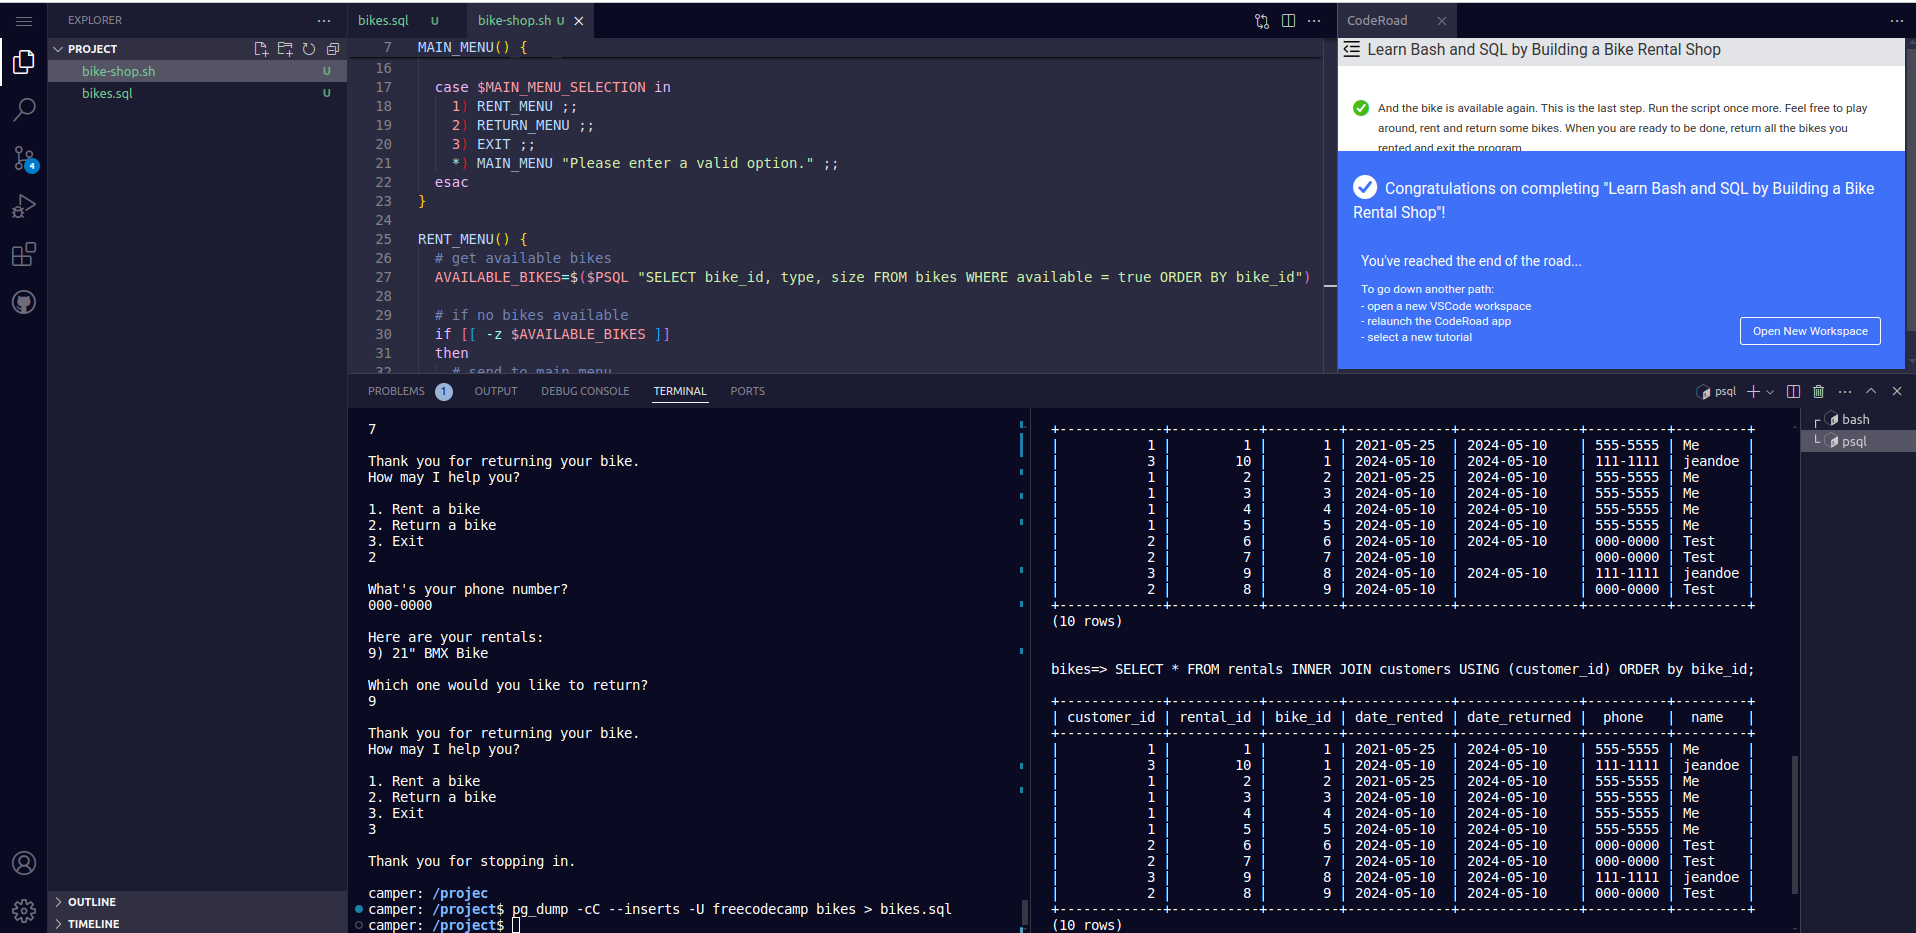 EXPLORER
PROJECT
bike-shop.sh U
bikes.sql U
4
OUTLINE
TIMELINE
bikes.sql U
bike-shop.sh U
7 MAIN_MENU() {
16
17 case $MAIN_MENU_SELECTION in
18 1) RENT_MENU ;;
19 2) RETURN_MENU ;;
20 3) EXIT ;;
21 *) MAIN_MENU "Please enter a valid option." ;;
22 esac
23 }
24
25 RENT_MENU() {
26 # get available bikes
27 AVAILABLE_BIKES=$($PSQL "SELECT bike_id, type, size FROM bikes WHERE available = true ORDER BY bike_id")
28
29 # if no bikes available
30 if [[ -z $AVAILABLE_BIKES ]]
31 then
32 # send to main menu
CodeRoad
Learn Bash and SQL by Building a Bike Rental Shop
And the bike is available again. This is the last step. Run the script once more. Feel free to play
around, rent and return some bikes. When you are ready to be done, return all the bikes you
rented and exit the program
Congratulations on completing "Learn Bash and SQL by Building a Bike
Rental Shop"!
You've reached the end of the road...
To go down another path:
- open a new VSCode workspace
- relaunch the CodeRoad app
- select a new tutorial
Open New Workspace
PROBLEMS 1 OUTPUT DEBUG CONSOLE TERMINAL PORTS
psql
7
Thank you for returning your bike.
How may I help you?
1. Rent a bike
2. Return a bike
3. Exit
2
What's your phone number?
000-0000
Here are your rentals:
9) 21" BMX Bike
Which one would you like to return?
9
Thank you for returning your bike.
How may I help you?
1. Rent a bike
2. Return a bike
3. Exit
3
Thank you for stopping in.
camper: /projec
camper: /project$ pg_dump -cC --inserts -U freecodecamp bikes > bikes.sql
camper: /project$
+-------------+-----------+---------+-------------+---------------+----------+---------+
| 1 | 1 | 1 | 2021-05-25 | 2024-05-10 | 555-5555 | Me |
| 3 | 10 | 1 | 2024-05-10 | 2024-05-10 | 111-1111 | jeandoe |
| 1 | 2 | 2 | 2021-05-25 | 2024-05-10 | 555-5555 | Me |
| 1 | 3 | 3 | 2024-05-10 | 2024-05-10 | 555-5555 | Me |
| 1 | 4 | 4 | 2024-05-10 | 2024-05-10 | 555-5555 | Me |
| 1 | 5 | 5 | 2024-05-10 | 2024-05-10 | 555-5555 | Me |
| 2 | 6 | 6 | 2024-05-10 | 2024-05-10 | 000-0000 | Test |
| 2 | 7 | 7 | 2024-05-10 | | 000-0000 | Test |
| 3 | 9 | 8 | 2024-05-10 | 2024-05-10 | 111-1111 | jeandoe |
| 2 | 8 | 9 | 2024-05-10 | | 000-0000 | Test |
+-------------+-----------+---------+-------------+---------------+----------+---------+
(10 rows)
bikes=> SELECT * FROM rentals INNER JOIN customers USING (customer_id) ORDER by bike_id;
+-------------+-----------+---------+-------------+---------------+----------+---------+
| customer_id | rental_id | bike_id | date_rented | date_returned | phone | name |
+-------------+-----------+---------+-------------+---------------+----------+---------+
| 1 | 1 | 1 | 2021-05-25 | 2024-05-10 | 555-5555 | Me |
| 3 | 10 | 1 | 2024-05-10 | 2024-05-10 | 111-1111 | jeandoe |
| 1 | 2 | 2 | 2021-05-25 | 2024-05-10 | 555-5555 | Me |
| 1 | 3 | 3 | 2024-05-10 | 2024-05-10 | 555-5555 | Me |
| 1 | 4 | 4 | 2024-05-10 | 2024-05-10 | 555-5555 | Me |
| 1 | 5 | 5 | 2024-05-10 | 2024-05-10 | 555-5555 | Me |
| 2 | 6 | 6 | 2024-05-10 | 2024-05-10 | 000-0000 | Test |
| 2 | 7 | 7 | 2024-05-10 | 2024-05-10 | 000-0000 | Test |
| 3 | 9 | 8 | 2024-05-10 | 2024-05-10 | 111-1111 | jeandoe |
| 2 | 8 | 9 | 2024-05-10 | 2024-05-10 | 000-0000 | Test |
+-------------+-----------+---------+-------------+---------------+----------+---------+
(10 rows)
bash
psql